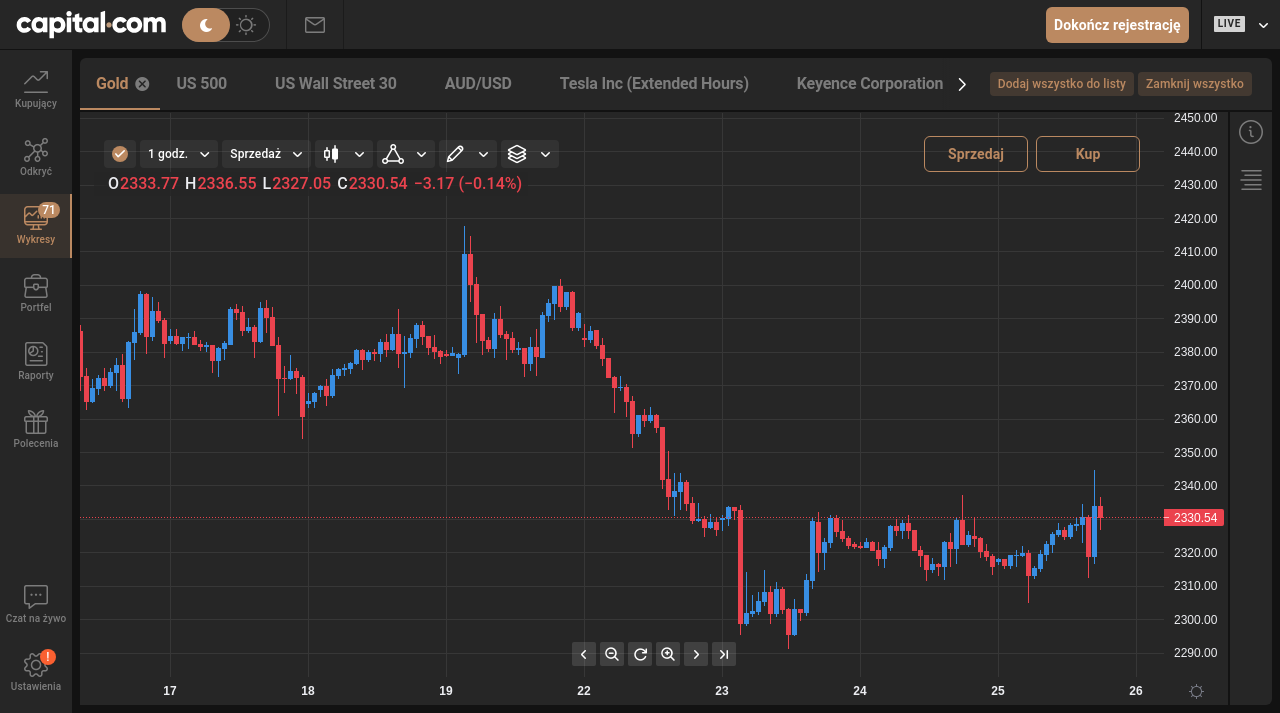 capital.com
Dokończ rejestrację
LIVE
Kupujący
Odkryć
71
Wykresy
Portfel
Raporty
Polecenia
Czat na żywo
!
Ustawienia
Gold US 500 US Wall Street 30 AUD/USD Tesla Inc (Extended Hours) Keyence Corporation Dodaj wszystko do listy Zamknij wszystko
1 godz. Sprzedaż Sprzedaj Kup
O2333.77 H2336.55 L2327.05 C2330.54 −3.17 (−0.14%)
2450.00
2440.00
2430.00
2420.00
2410.00
2400.00
2390.00
2380.00
2370.00
2360.00
2350.00
2340.00
2330.54
2320.00
2310.00
2300.00
2290.00
17 18 19 22 23 24 25 26